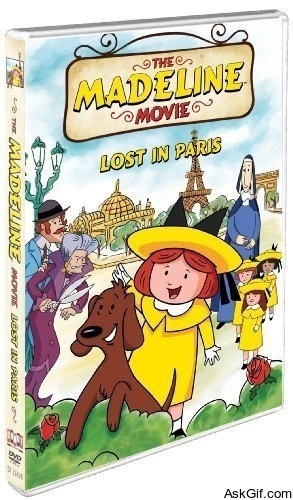 THE
MADELINE
MOVIE
LOST IN PARIS
THE MADELINE MOVIE LOST IN PARIS
DVD
AskGif.com